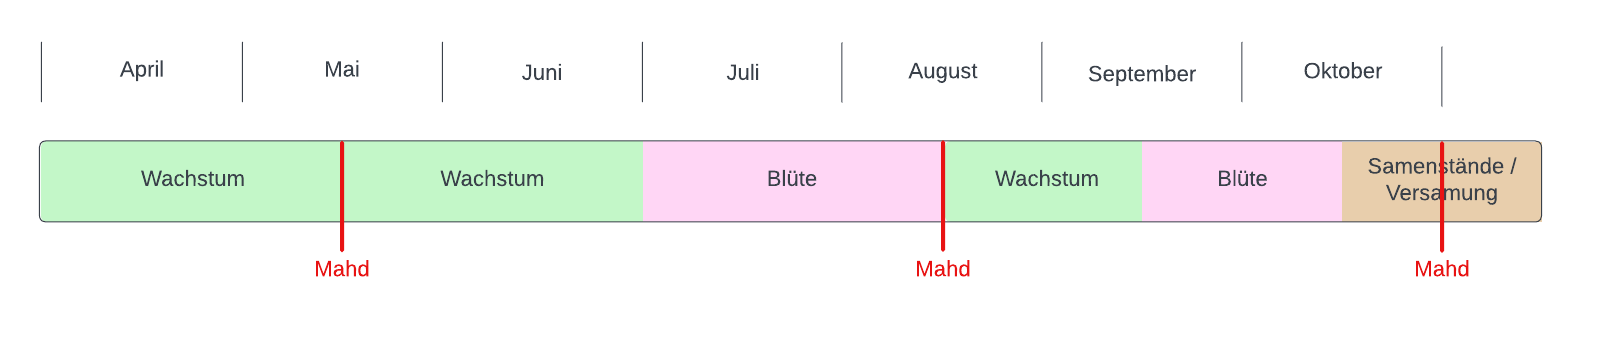 April
Mai
Juni
Juli
August
September
Oktober
Wachstum
Wachstum
Blüte
Wachstum
Blüte
Samenstände /
Versamung
Mahd
Mahd
Mahd